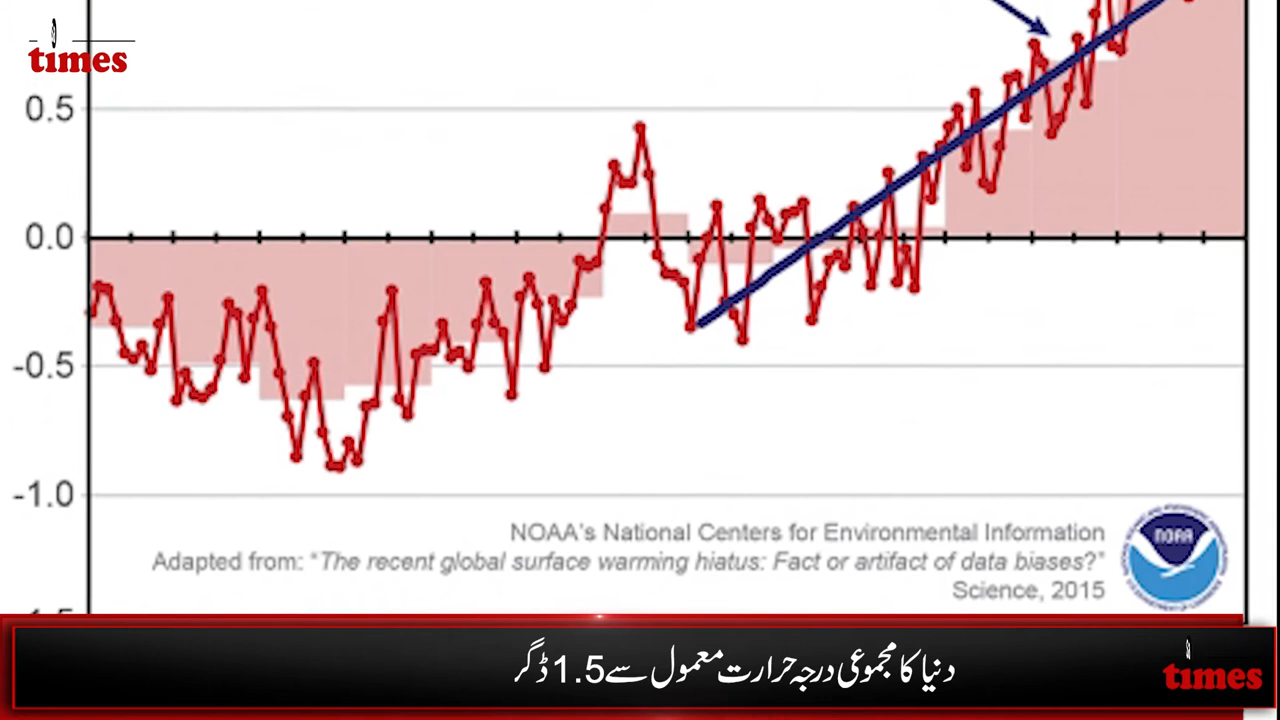 times
0.5
0.0
-0.5
-1.0
NOAA's National Centers for Environmental Information
Adapted from: "The recent global surface warming hiatus: Fact or artifact of data biases?"
Science, 2015
NOAA
دنیا کا مجموعی درجہ حرارت معمول سے 1.5 ڈگر
times